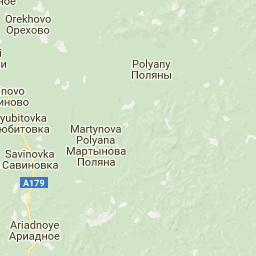 Orekhovo
Орехово
Polyany
Поляны
Martynova
Polyana
Мартынова
Поляна
Savinovka
Савиновка
A179
Ariadnoye
Ариадное